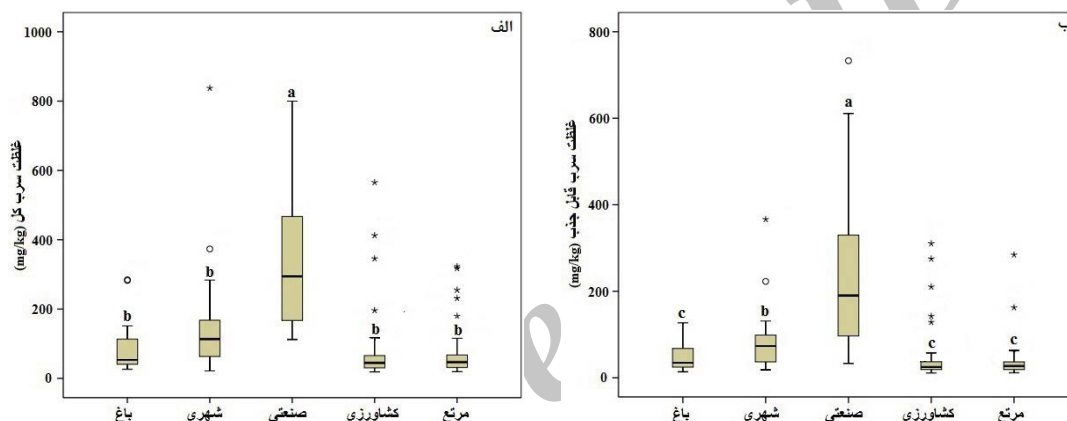 الف
غلظت سرب کل (mg/kg)
1000
800
600
400
200
0
a
b
b
b
b
باغ
شهری
صنعتی
کشاورزی
مرتع
ب
غلظت سرب قابل جذب (mg/kg)
800
600
400
200
0
a
c
b
c
c
باغ
شهری
صنعتی
کشاورزی
مرتع